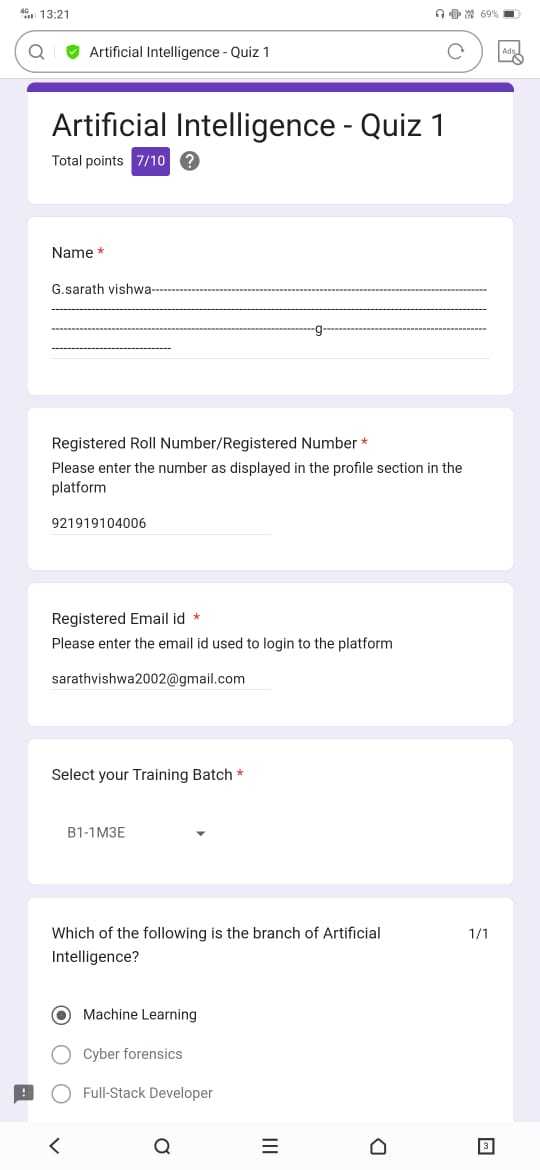 4G 13:21 VoLTE 69%
Artificial Intelligence - Quiz 1 Ads
Artificial Intelligence - Quiz 1
Total points 7/10 ?
Name *
G.sarath vishwa-----------------------------------------------------------------------------------
------------------------------------------------------------------------------------------------------------
------------------------------------------------------------------g-----------------------------------------
------------------------------
Registered Roll Number/Registered Number *
Please enter the number as displayed in the profile section in the
platform
921919104006
Registered Email id *
Please enter the email id used to login to the platform
sarathvishwa2002@gmail.com
Select your Training Batch *
B1-1M3E
Which of the following is the branch of Artificial 1/1
Intelligence?
Machine Learning
Cyber forensics
Full-Stack Developer
3